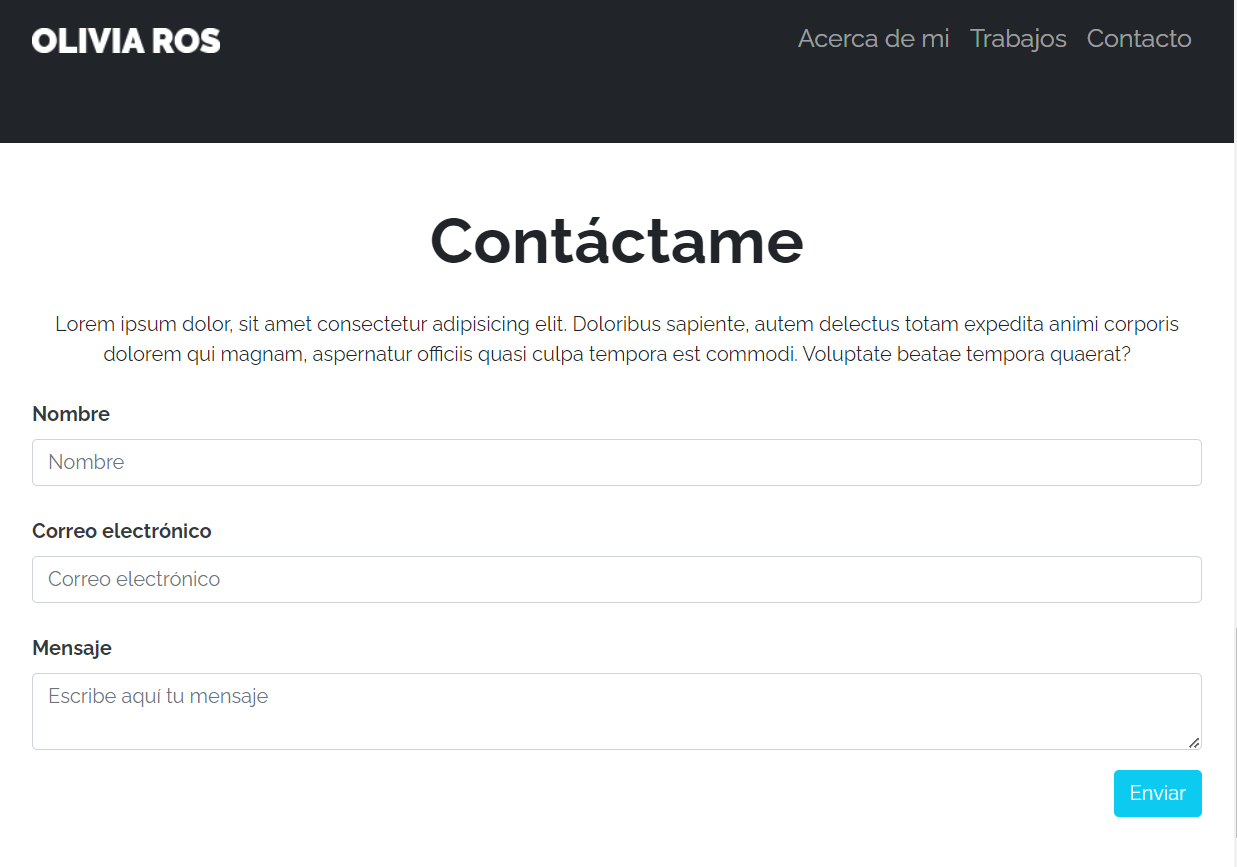 OLIVIA ROS
Acerca de mi Trabajos Contacto
Contáctame
Lorem ipsum dolor, sit amet consectetur adipisicing elit. Doloribus sapiente, autem delectus totam expedita animi corporis
dolorem qui magnam, aspernatur officiis quasi culpa tempora est commodi. Voluptate beatae tempora quaerat?
Nombre
Nombre
Correo electrónico
Correo electrónico
Mensaje
Escribe aquí tu mensaje
Enviar